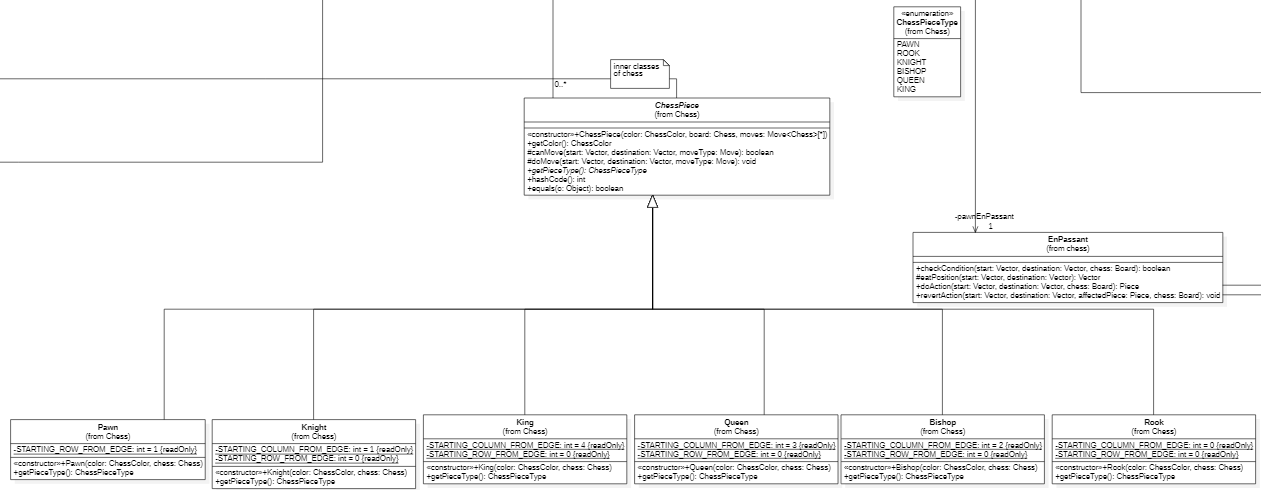 «enumeration»
ChessPieceType
(from Chess)
PAWN
ROOK
KNIGHT
BISHOP
QUEEN
KING
inner classes
of chess
0..*
ChessPiece
(from Chess)
«constructor»+ChessPiece(color: ChessColor, board: Chess, moves: Move<Chess>[*])
+getColor(): ChessColor
#canMove(start: Vector, destination: Vector, moveType: Move): boolean
#doMove(start: Vector, destination: Vector, moveType: Move): void
+getPieceType(): ChessPieceType
+hashCode(): int
+equals(o: Object): boolean
-pawnEnPassant
1
EnPassant
(from chess)
+checkCondition(start: Vector, destination: Vector, chess: Board): boolean
#eatPosition(start: Vector, destination: Vector): Vector
+doAction(start: Vector, destination: Vector, chess: Board): Piece
+revertAction(start: Vector, destination: Vector, affectedPiece: Piece, chess: Board): void
Pawn
(from Chess)
-STARTING_ROW_FROM_EDGE: int = 1 {readOnly}
«constructor»+Pawn(color: ChessColor, chess: Chess)
+getPieceType(): ChessPieceType
Knight
(from Chess)
-STARTING_COLUMN_FROM_EDGE: int = 1 {readOnly}
-STARTING_ROW_FROM_EDGE: int = 0 {readOnly}
«constructor»+Knight(color: ChessColor, chess: Chess)
+getPieceType(): ChessPieceType
King
(from Chess)
-STARTING_COLUMN_FROM_EDGE: int = 4 {readOnly}
-STARTING_ROW_FROM_EDGE: int = 0 {readOnly}
«constructor»+King(color: ChessColor, chess: Chess)
+getPieceType(): ChessPieceType
Queen
(from Chess)
-STARTING_COLUMN_FROM_EDGE: int = 3 {readOnly}
-STARTING_ROW_FROM_EDGE: int = 0 {readOnly}
«constructor»+Queen(color: ChessColor, chess: Chess)
+getPieceType(): ChessPieceType
Bishop
(from Chess)
-STARTING_COLUMN_FROM_EDGE: int = 2 {readOnly}
-STARTING_ROW_FROM_EDGE: int = 0 {readOnly}
«constructor»+Bishop(color: ChessColor, chess: Chess)
+getPieceType(): ChessPieceType
Rook
(from Chess)
-STARTING_COLUMN_FROM_EDGE: int = 0 {readOnly}
-STARTING_ROW_FROM_EDGE: int = 0 {readOnly}
«constructor»+Rook(color: ChessColor, chess: Chess)
+getPieceType(): ChessPieceType